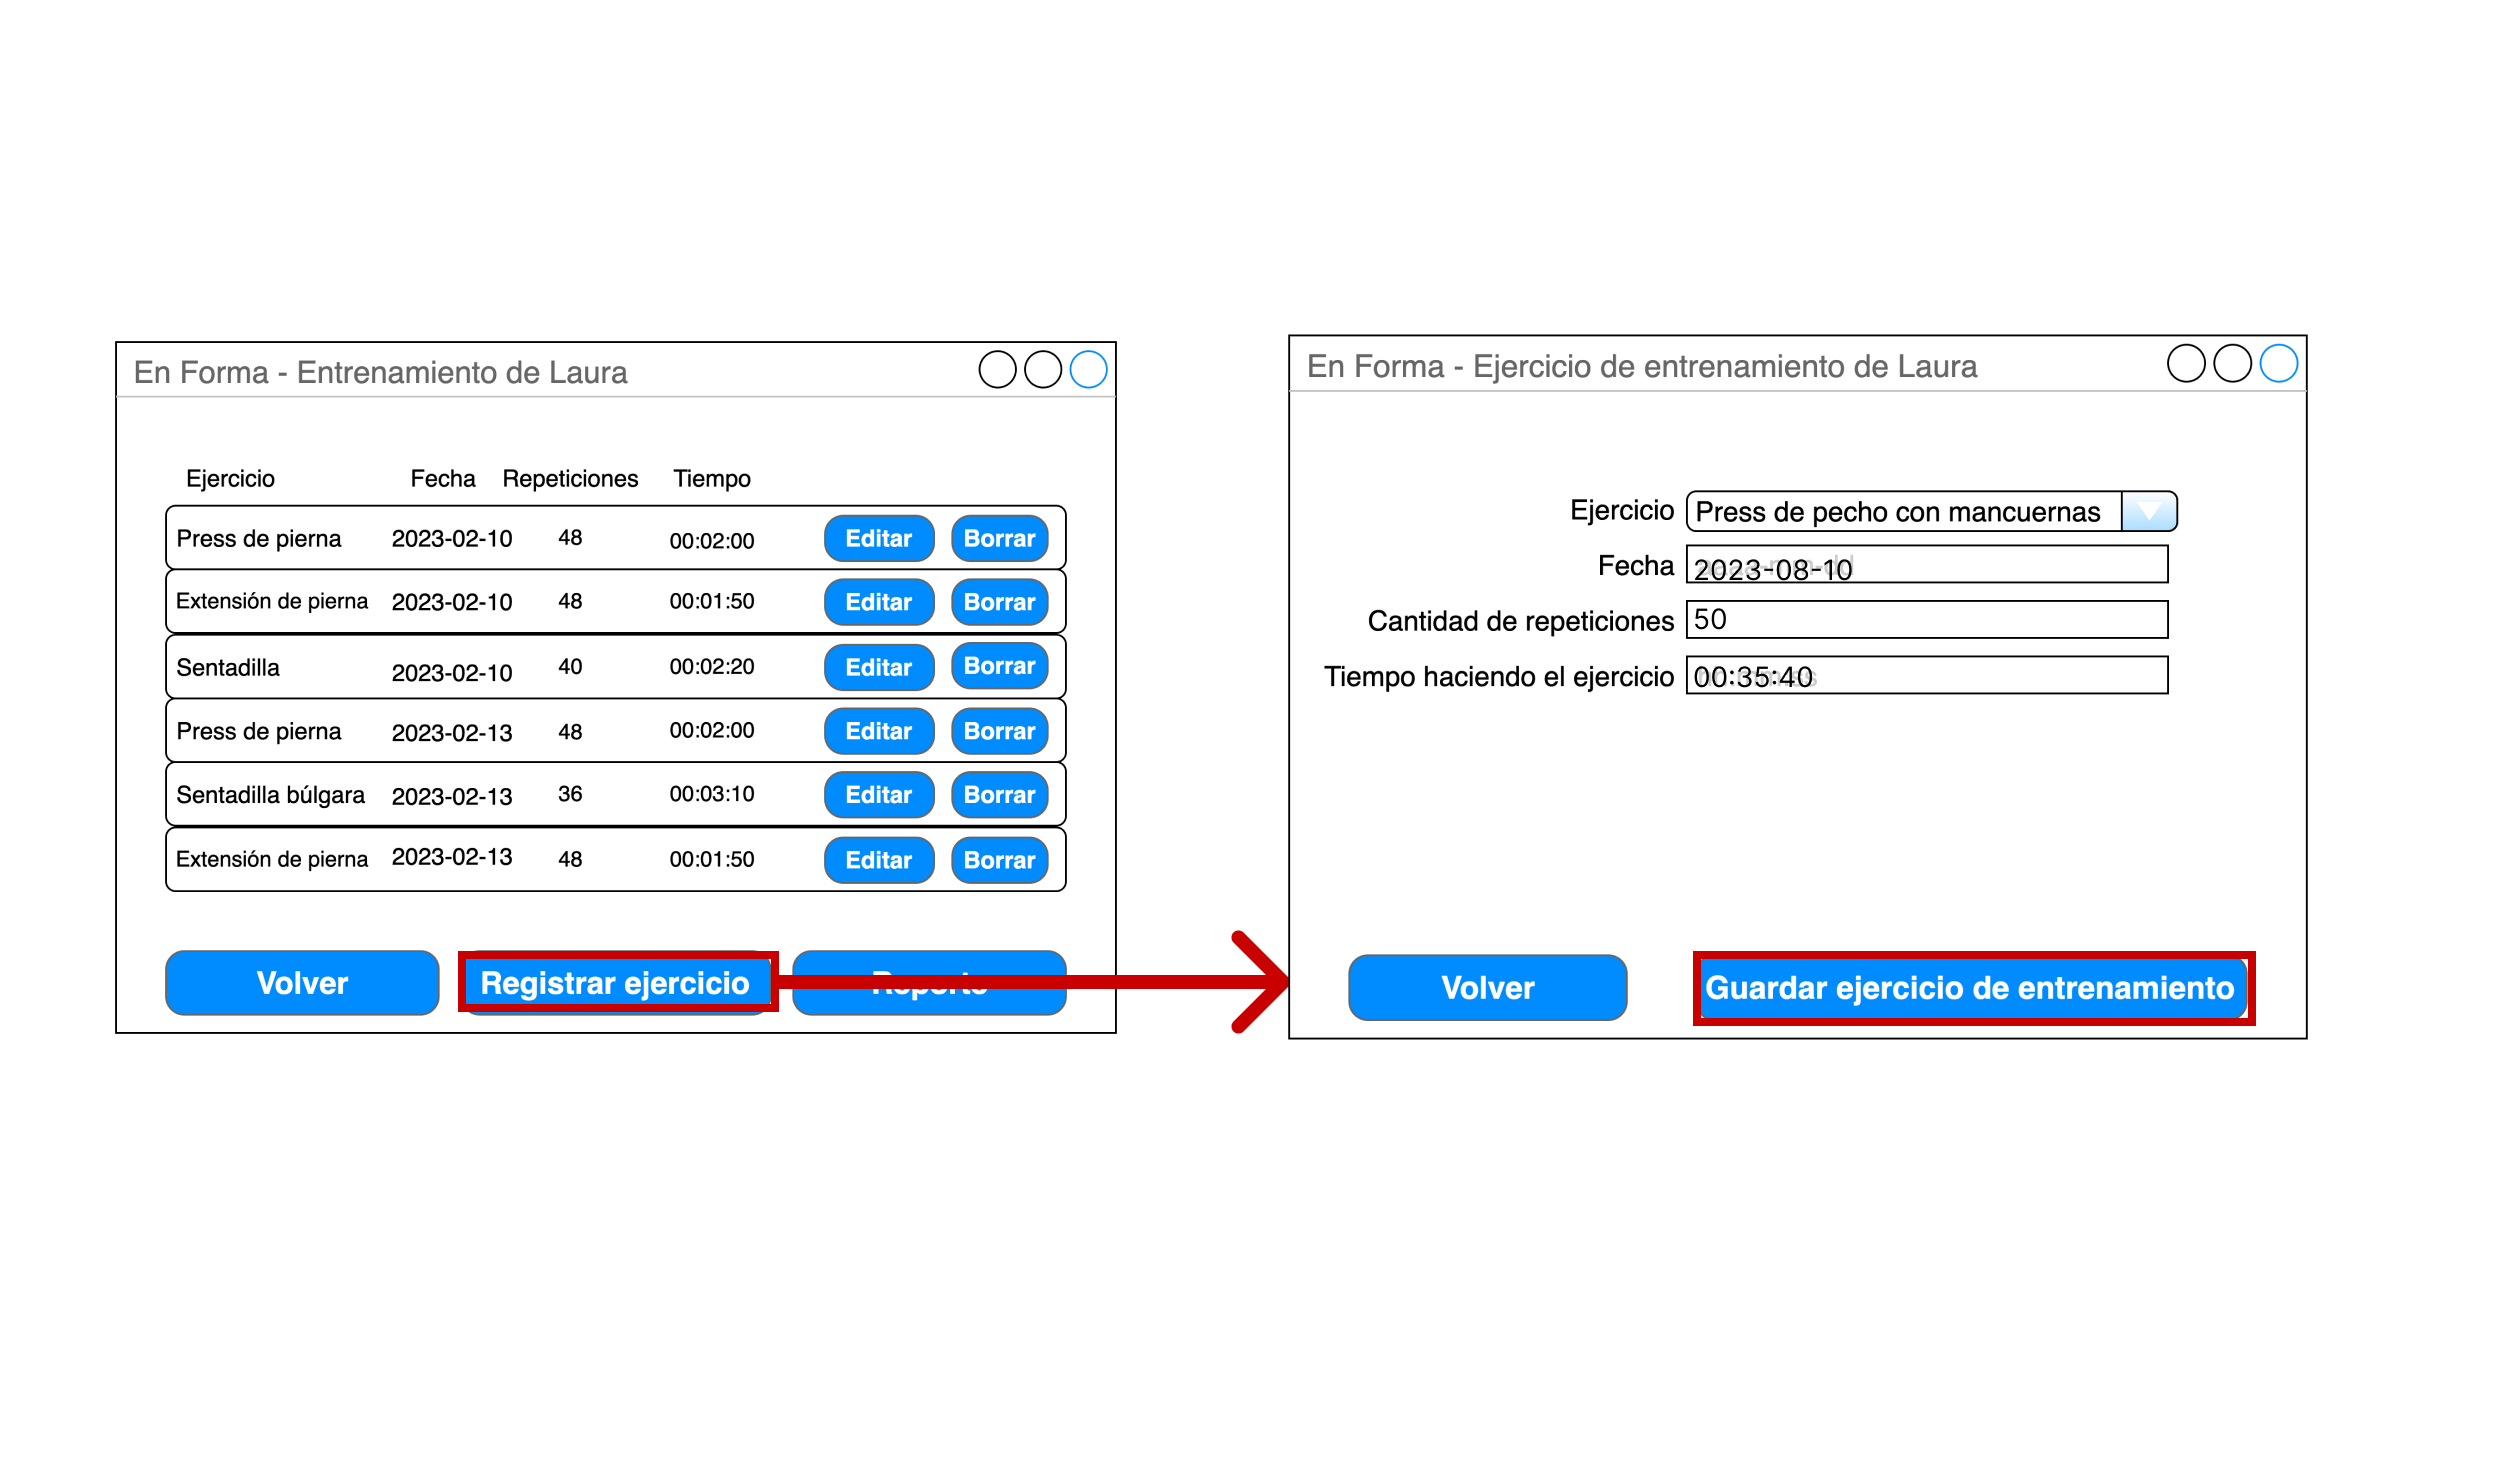 En Forma - Entrenamiento de Laura
Ejercicio Fecha Repeticiones Tiempo
Press de pierna 2023-02-10 48 00:02:00 Editar Borrar
Extensión de pierna 2023-02-10 48 00:01:50 Editar Borrar
Sentadilla 2023-02-10 40 00:02:20 Editar Borrar
Press de pierna 2023-02-13 48 00:02:00 Editar Borrar
Sentadilla búlgara 2023-02-13 36 00:03:10 Editar Borrar
Extensión de pierna 2023-02-13 48 00:01:50 Editar Borrar
Volver Registrar ejercicio Reporte
En Forma - Ejercicio de entrenamiento de Laura
Ejercicio Press de pecho con mancuernas
Fecha 2023-08-10
Cantidad de repeticiones 50
Tiempo haciendo el ejercicio 00:35:40
Volver Guardar ejercicio de entrenamiento